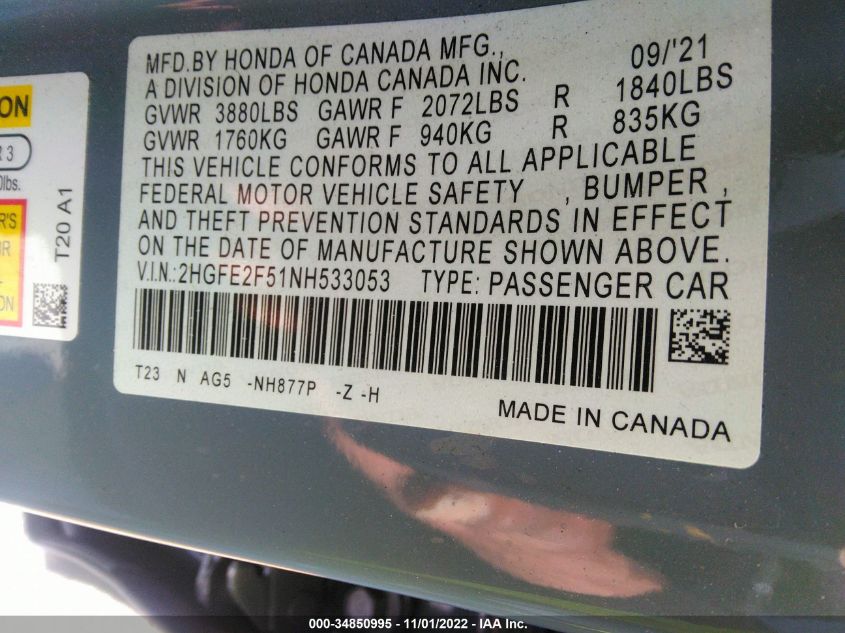 MFD.BY HONDA OF CANADA MFG., 09/'21
A DIVISION OF HONDA CANADA INC.
GVWR 3880LBS GAWR F 2072LBS R 1840LBS
GVWR 1760KG GAWR F 940KG R 835KG
THIS VEHICLE CONFORMS TO ALL APPLICABLE
FEDERAL MOTOR VEHICLE SAFETY , BUMPER ,
AND THEFT PREVENTION STANDARDS IN EFFECT
ON THE DATE OF MANUFACTURE SHOWN ABOVE.
V.I.N.:2HGFE2F51NH533053 TYPE: PASSENGER CAR
T23 N AG5 -NH877P -Z -H
MADE IN CANADA
T20 A1
000-34850995 - 11/01/2022 - IAA Inc.